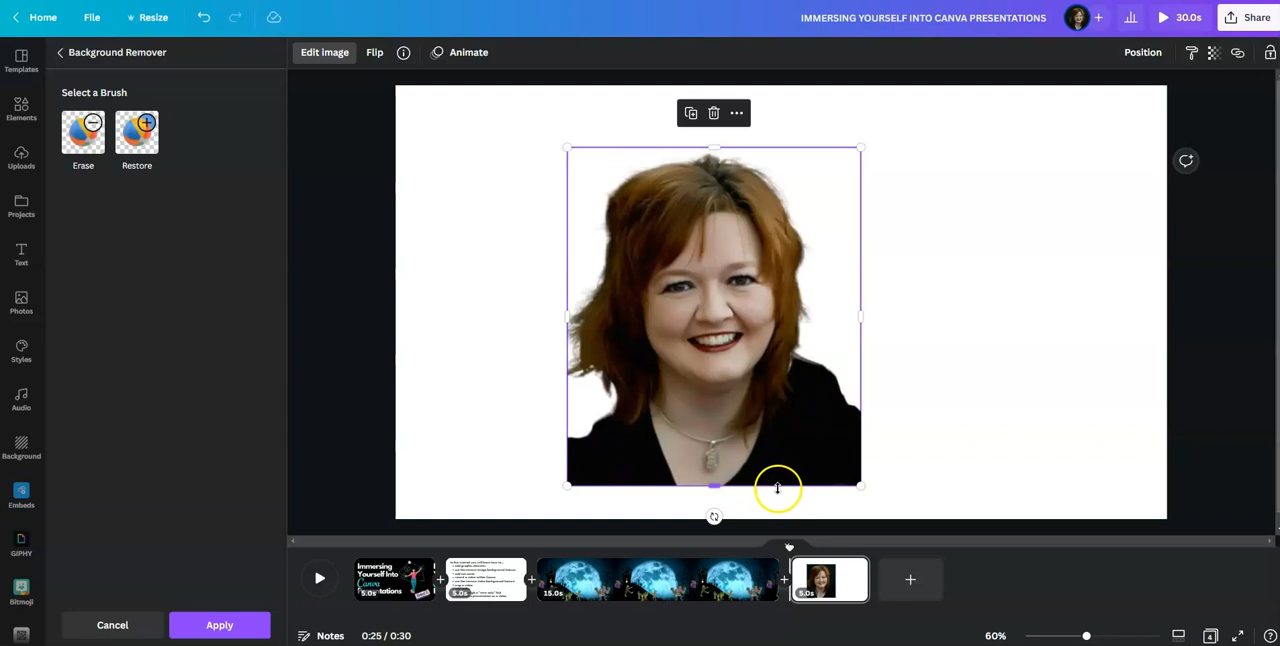 Home File Resize IMMERSING YOURSELF INTO CANVA PRESENTATIONS 30.0s Share
Background Remover Edit image Flip Animate Position
Templates
Select a Brush
Elements
Erase Restore
Uploads
Projects
Text
Photos
Styles
Audio
Background
Embeds
GIPHY
Bitmoji
Immersing
Yourself Into
Canva
Presentations
5.0s 5.0s 15.0s 5.0s
Cancel Apply Notes 0:25 / 0:30 60% 4